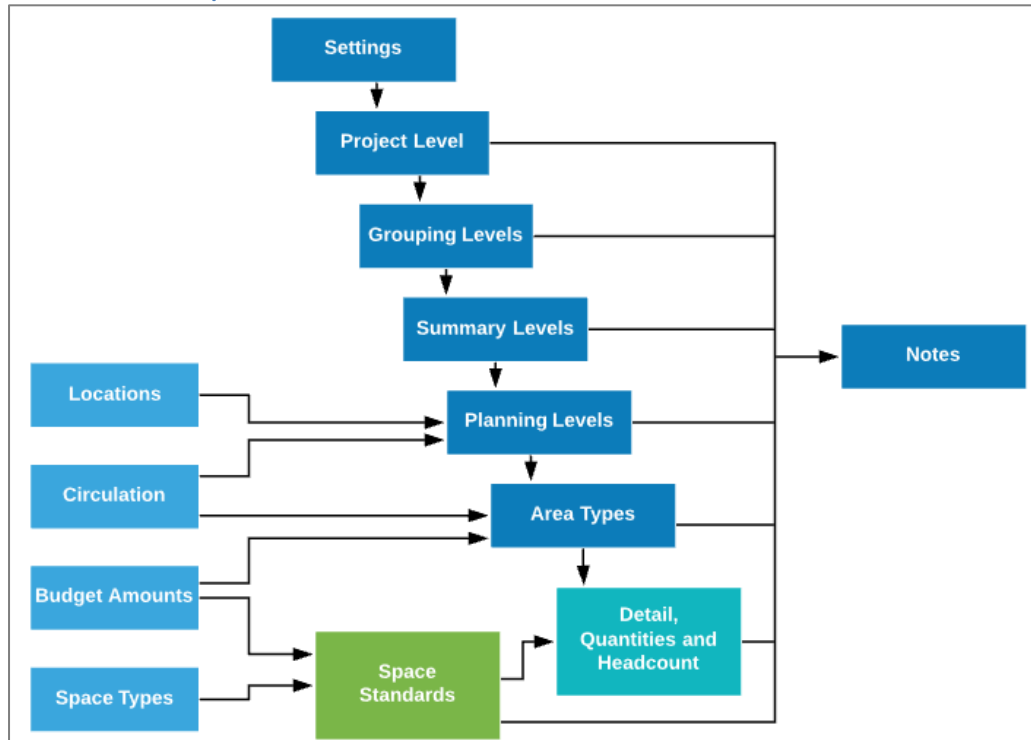 Settings
Project Level
Grouping Levels
Summary Levels
Notes
Locations
Planning Levels
Circulation
Area Types
Budget Amounts
Detail,
Quantities and
Headcount
Space Types
Space
Standards